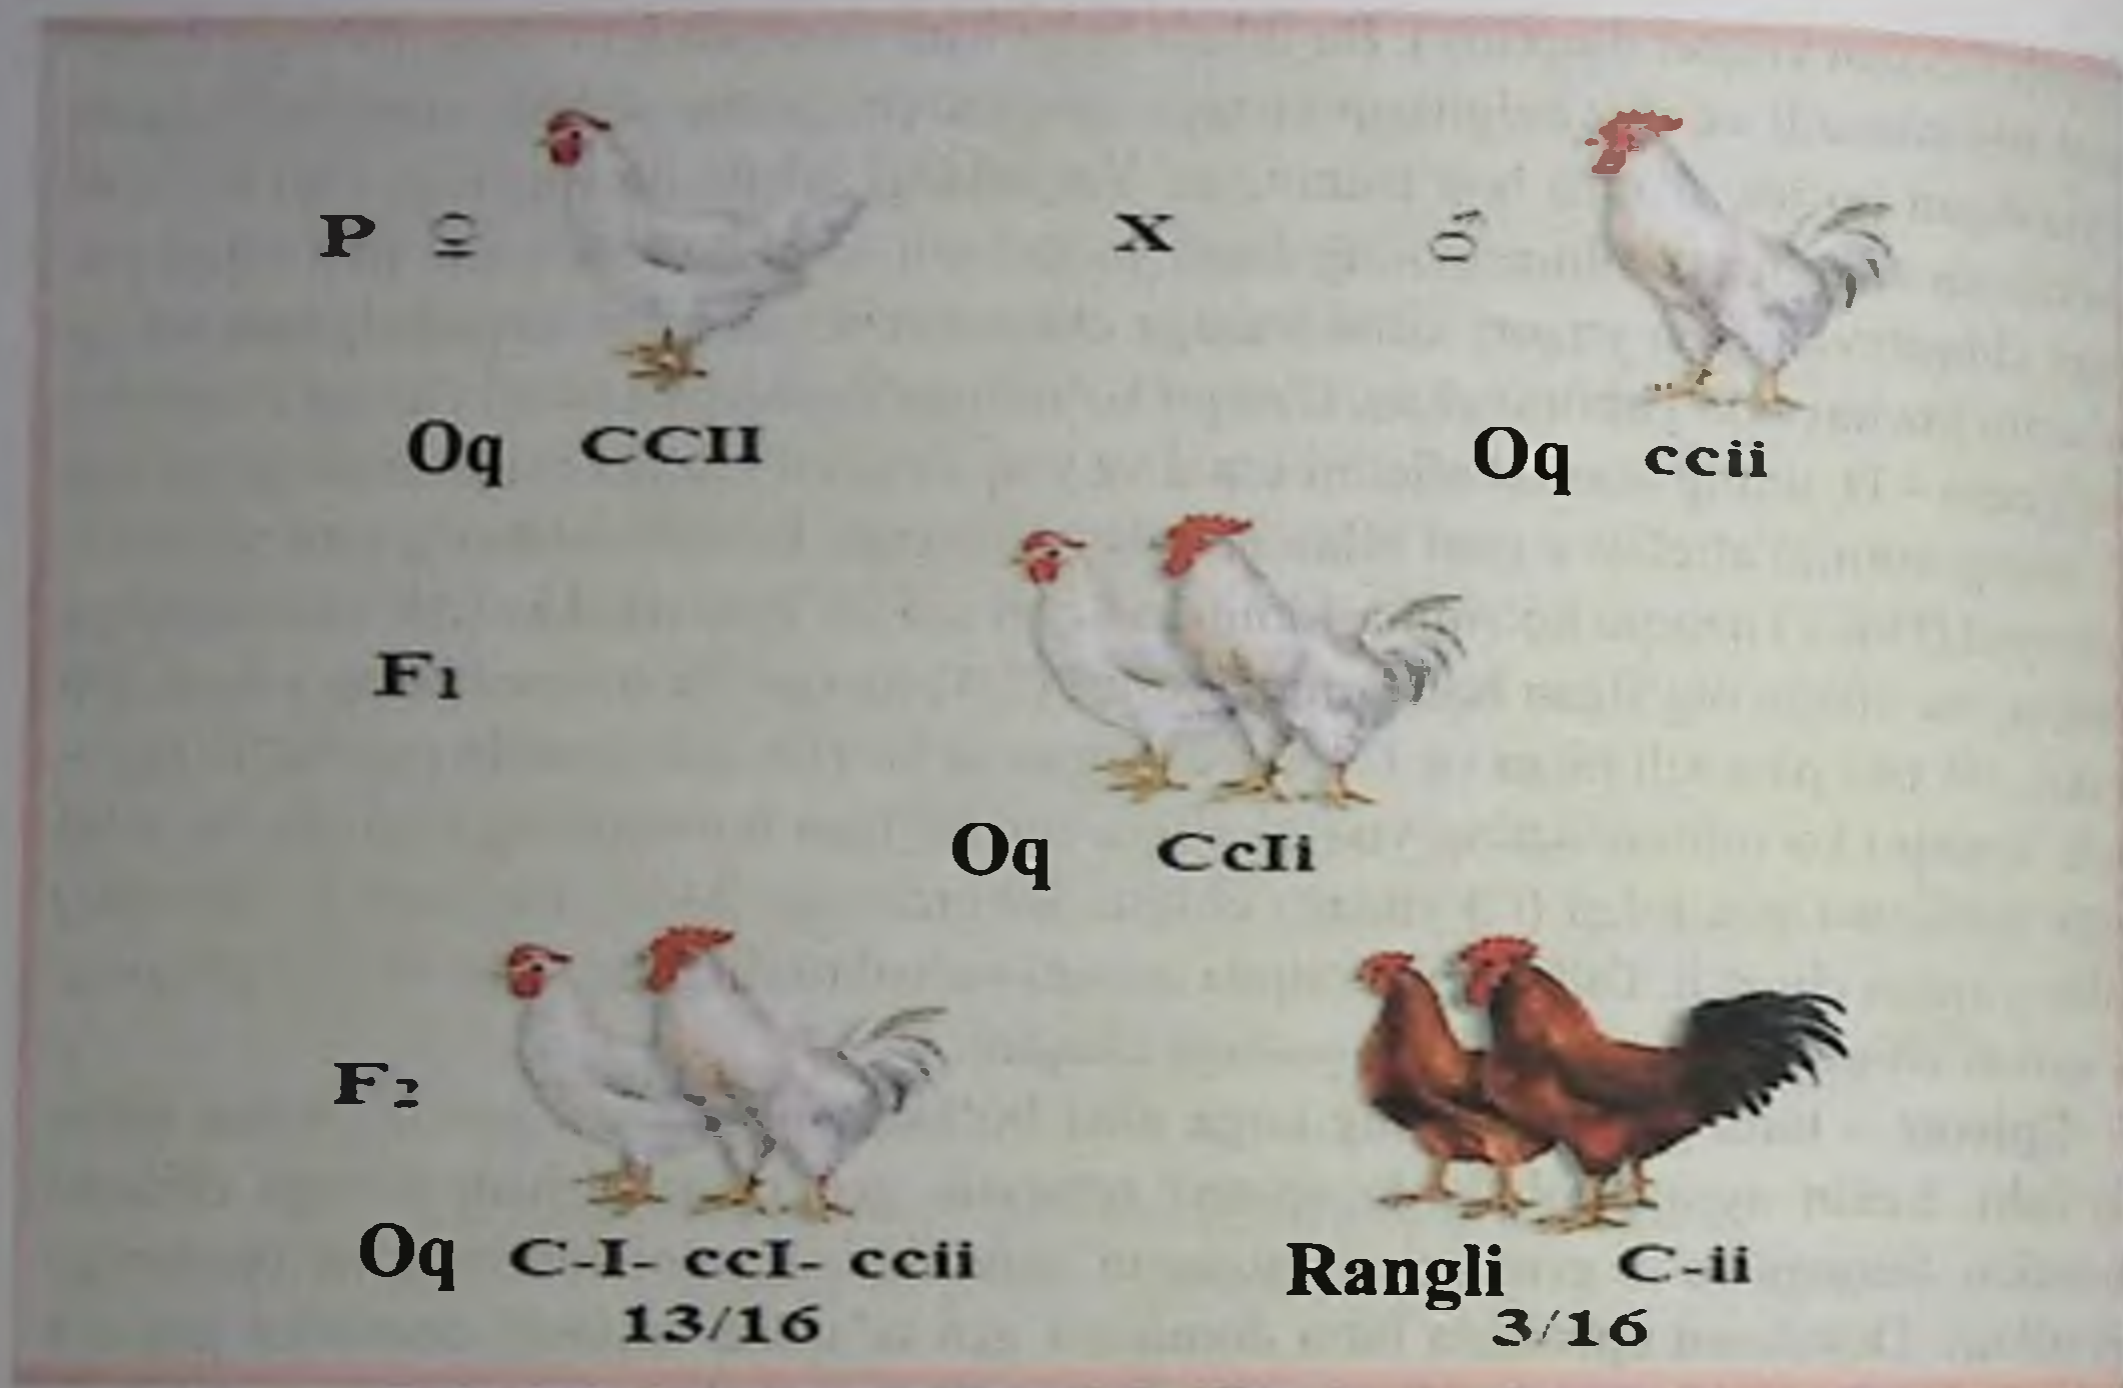 P ♀ X ♂
Oq CCII Oq ccii
F1
Oq CcIi
F2
Oq C-I- ccI- ccii Rangli C-ii
13/16 3/16